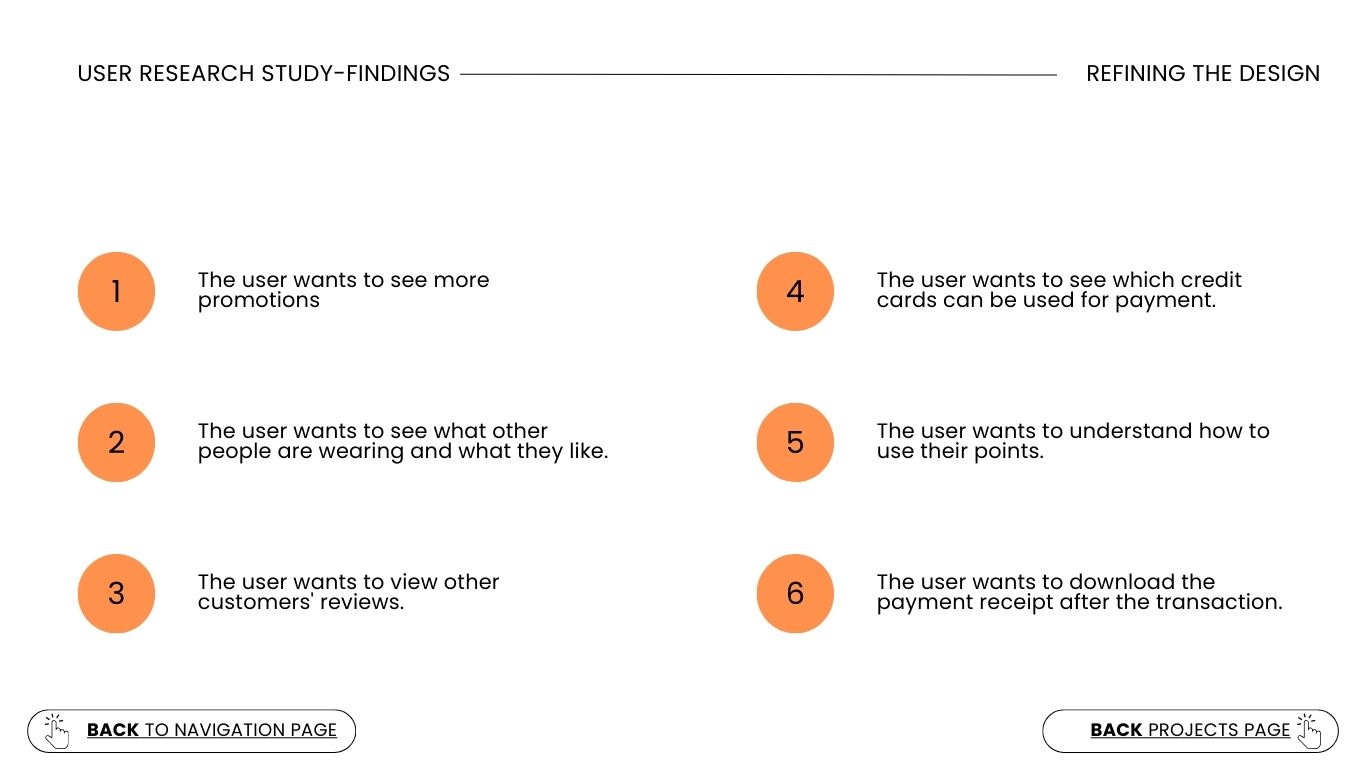 USER RESEARCH STUDY-FINDINGS
REFINING THE DESIGN
1
The user wants to see more
promotions
2
The user wants to see what other
people are wearing and what they like.
3
The user wants to view other
customers' reviews.
4
The user wants to see which credit
cards can be used for payment.
5
The user wants to understand how to
use their points.
6
The user wants to download the
payment receipt after the transaction.
BACK TO NAVIGATION PAGE
BACK PROJECTS PAGE